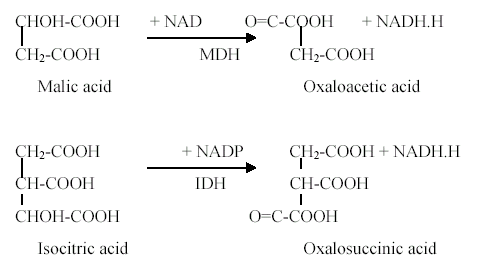 CHOH-COOH + NAD O=C-COOH + NADH.H
CH₂-COOH MDH CH₂-COOH
Malic acid Oxaloacetic acid
CH₂-COOH + NADP CH₂-COOH + NADH.H
CH-COOH IDH CH-COOH
CHOH-COOH O=C-COOH
Isocitric acid Oxalosuccinic acid